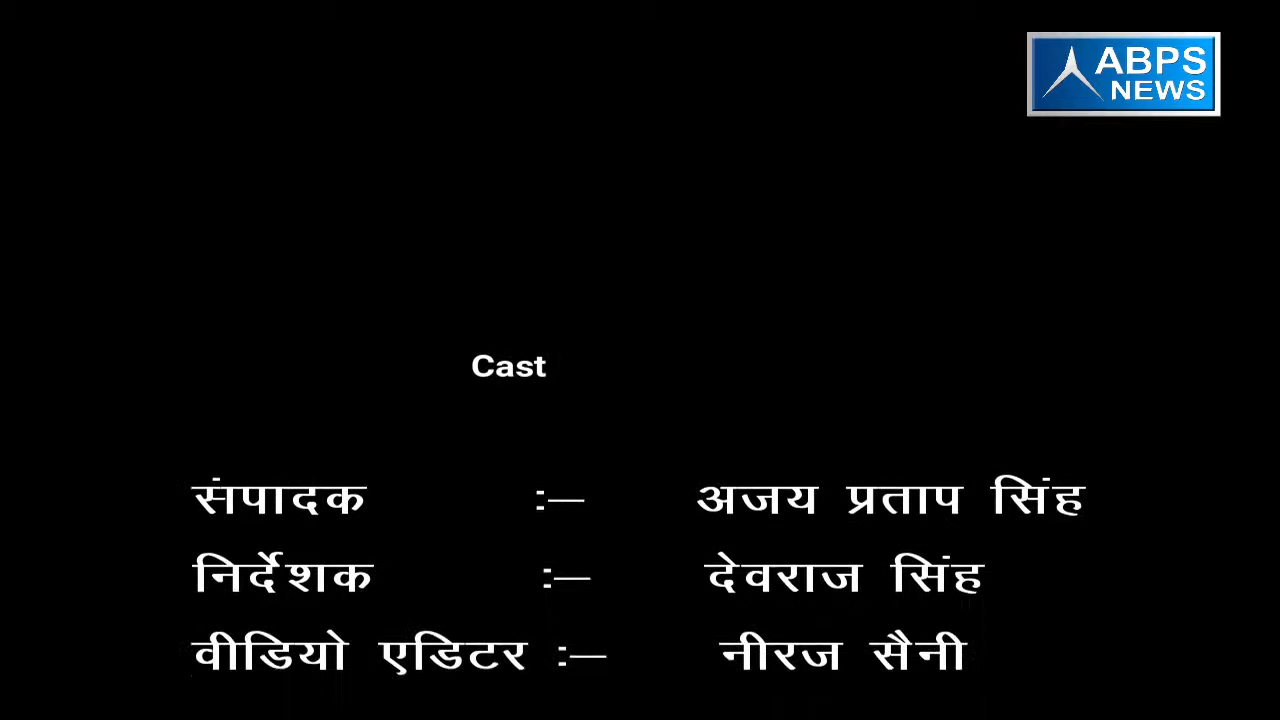 ABPS
NEWS
Cast
संपादक :— अजय प्रताप सिंह
निर्देशक :— देवराज सिंह
वीडियो एडिटर :— नीरज सैनी